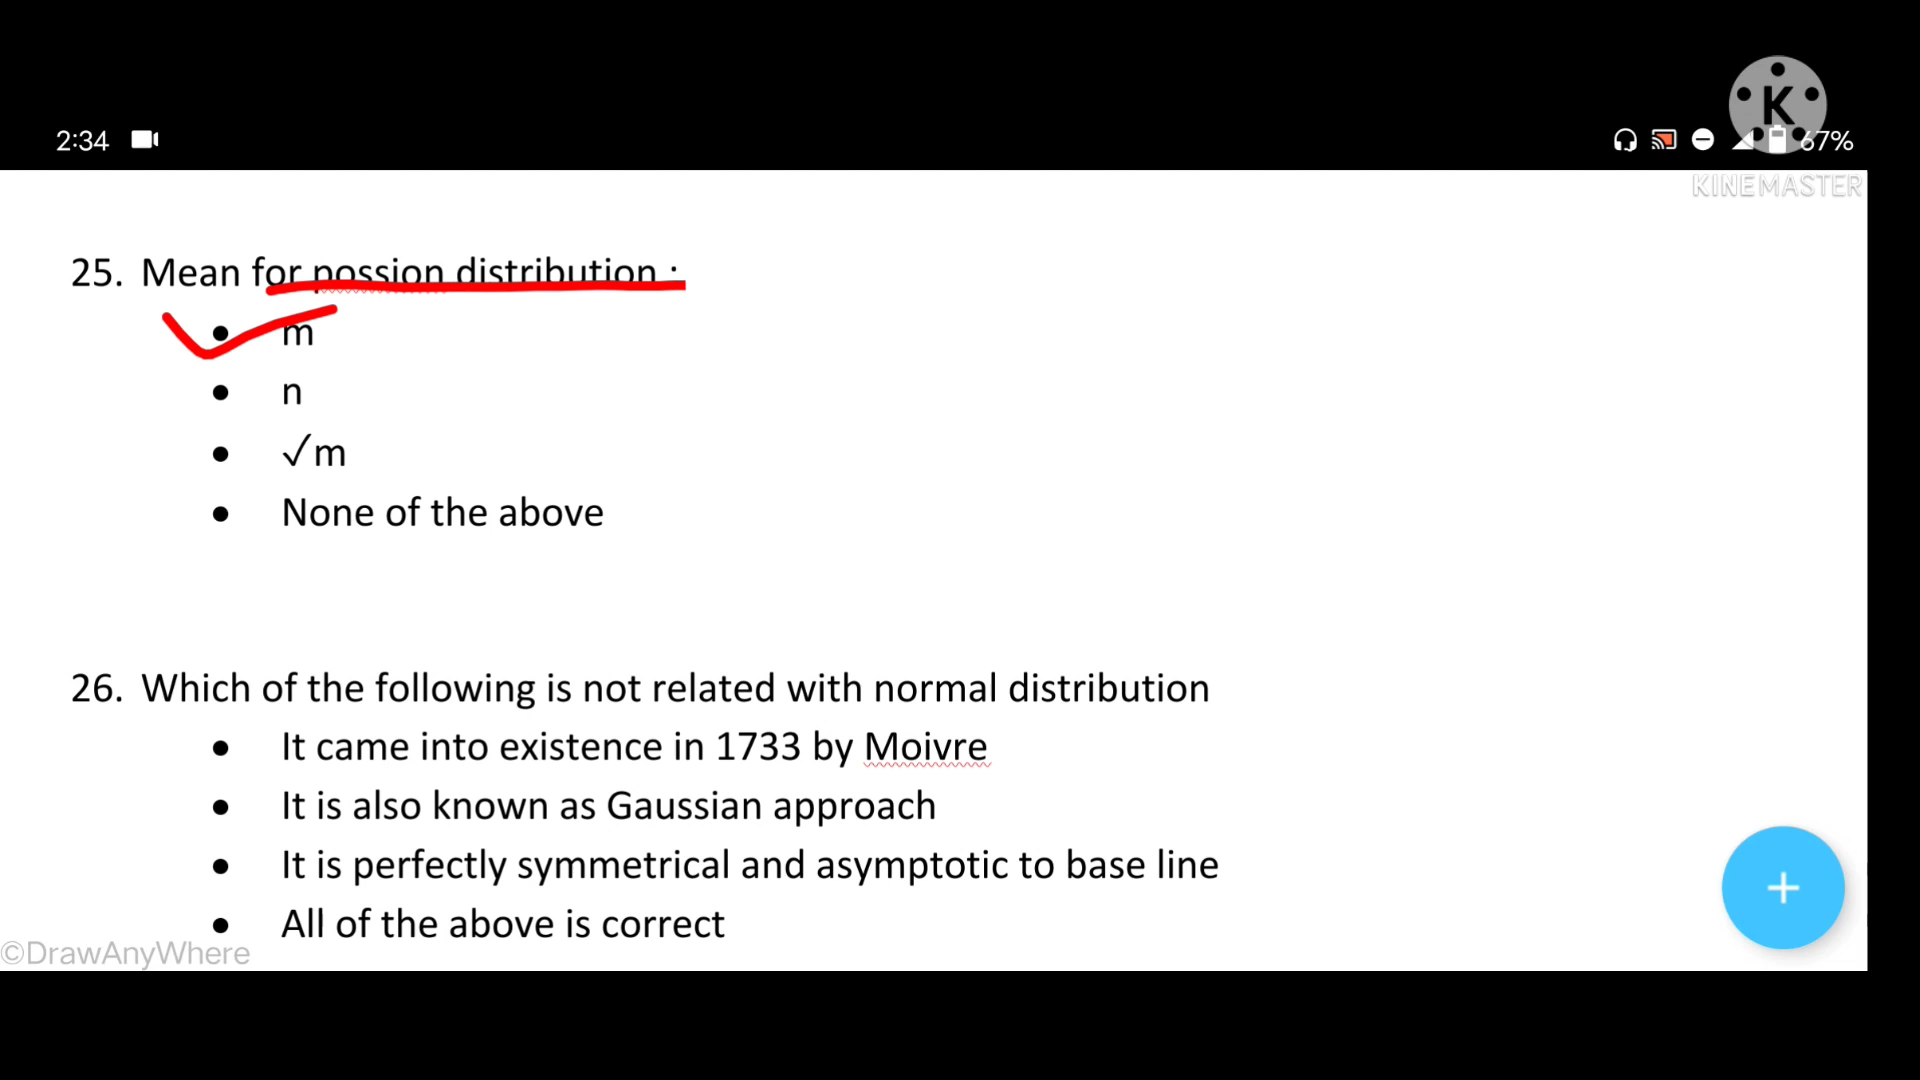 2:34
67%
K
KINEMASTER
25. Mean for possion distribution :
• m
• n
• √m
• None of the above
26. Which of the following is not related with normal distribution
• It came into existence in 1733 by Moivre
• It is also known as Gaussian approach
• It is perfectly symmetrical and asymptotic to base line
• All of the above is correct
+
©DrawAnyWhere